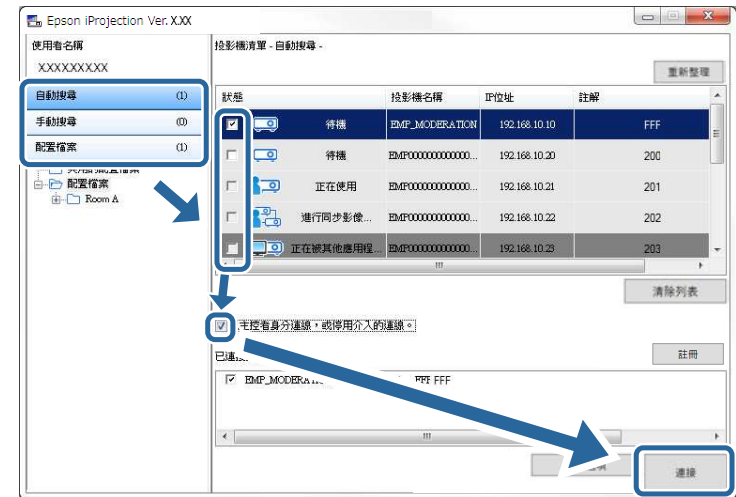 Epson iProjection Ver. X.XX
使用者名稱
XXXXXXXXX
自動搜尋 (1)
手動搜尋 (0)
配置檔案 (1)
配置檔案
Room A
投影機清單 - 自動搜尋 -
重新整理
狀態 投影機名稱 IP位址 註解
待機 EMP_MODERATION 192.168.10.10 FFF
待機 EMP000000000000... 192.168.10.20 200
正在使用 EMP000000000000... 192.168.10.21 201
進行同步影像... EMP000000000000... 192.168.10.22 202
正在被其他應用程... EMP000000000000... 192.168.10.23 203
清除列表
主控者身分連線，或停用介入的連線。
已連
註冊
EMP_MODERA FFF FFF
連接